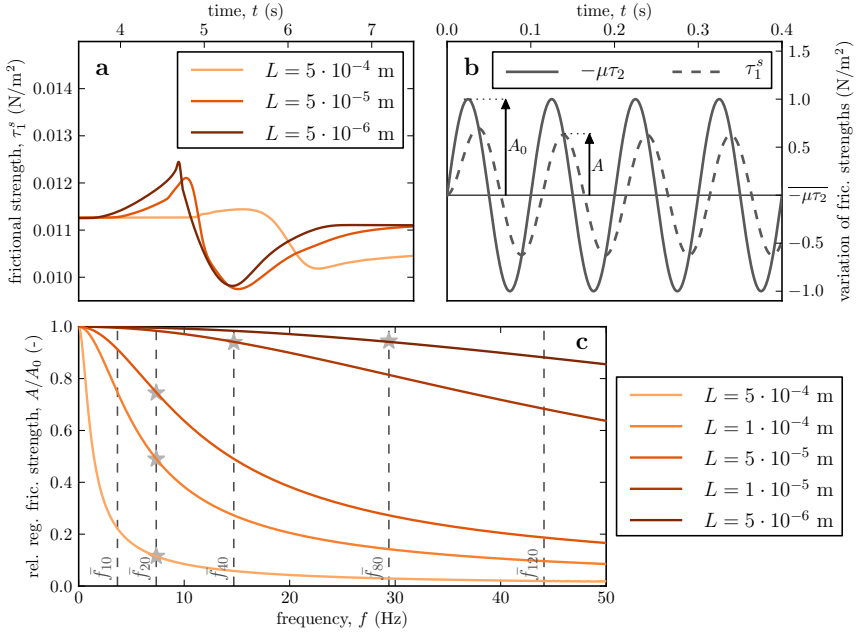 time, t (s)
4 5 6 7
frictional strength, τ₁ˢ (N/m²)
0.015
0.014
0.013
0.012
0.011
0.010
a
L = 5 · 10⁻⁴ m
L = 5 · 10⁻⁵ m
L = 5 · 10⁻⁶ m
time, t (s)
0.0 0.1 0.2 0.3 0.4
b
−μτ₂ τ₁ˢ
A₀
A
1.5
1.0
0.5
−μτ₂
−0.5
−1.0
variation of fric. strengths (N/m²)
rel. reg. fric. strength, A/A₀ (-)
1.0
0.8
0.6
0.4
0.2
0.0
c
f̄₁₀ f̄₂₀ f̄₄₀ f̄₈₀ f̄₁₂₀
0 10 20 30 40 50
frequency, f (Hz)
L = 5 · 10⁻⁴ m
L = 1 · 10⁻⁴ m
L = 5 · 10⁻⁵ m
L = 1 · 10⁻⁵ m
L = 5 · 10⁻⁶ m